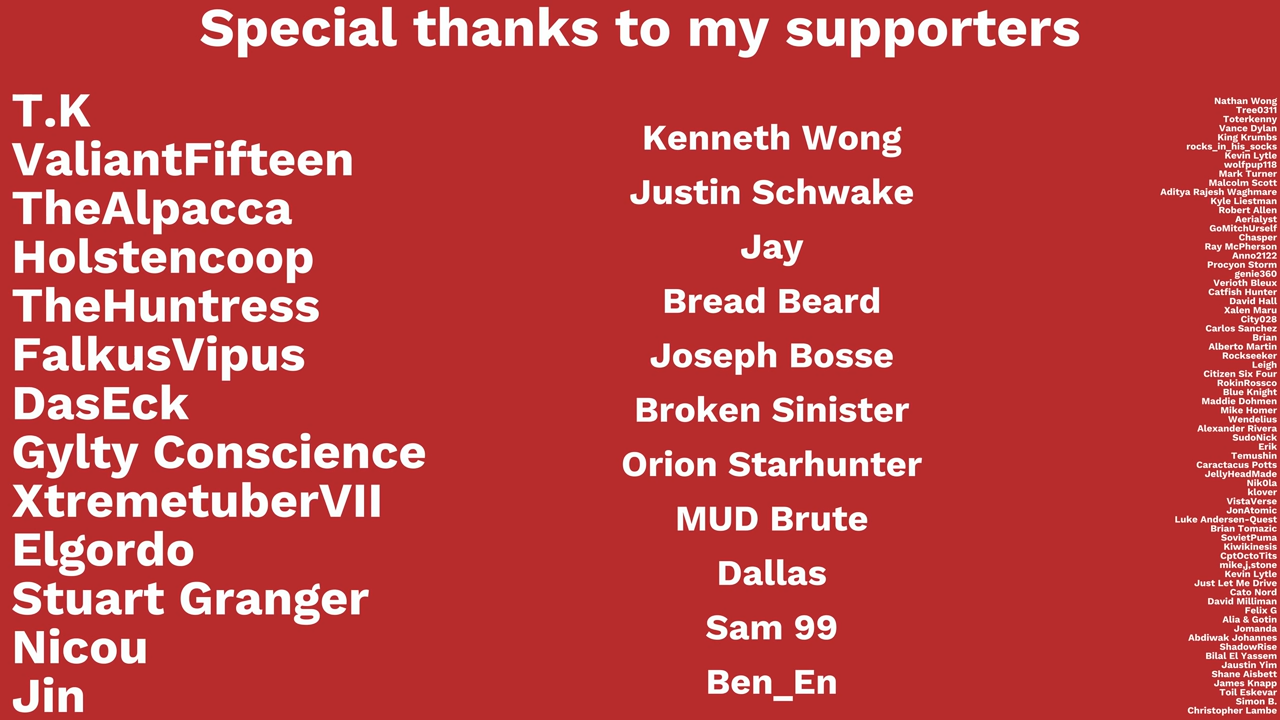 Special thanks to my supporters
T.K
ValiantFifteen
TheAlpacca
Holstencoop
TheHuntress
FalkusVipus
DasEck
Gylty Conscience
XtremetuberVII
Elgordo
Stuart Granger
Nicou
Jin
Kenneth Wong
Justin Schwake
Jay
Bread Beard
Joseph Bosse
Broken Sinister
Orion Starhunter
MUD Brute
Dallas
Sam 99
Ben_En
Nathan Wong
Tree0311
Toterkenny
Vance Dylan
King Krumbs
rocks_in_his_socks
Kevin Lytle
wolfpup118
Mark Turner
Malcolm Scott
Aditya Rajesh Waghmare
Kyle Liestman
Robert Allen
Aerialyst
GoMitchUrself
Chasper
Ray McPherson
Anno2122
Procyon Storm
genie360
Verioth Bleux
Catfish Hunter
David Hall
Xalen Maru
City028
Carlos Sanchez
Brian
Alberto Martin
Rockseeker
Leigh
Citizen Six Four
RokinRossco
Blue Knight
Maddie Dohmen
Mike Homer
Wendelius
Alexander Rivera
SudoNick
Erik
Temushin
Caractacus Potts
JellyHeadMade
Nik0la
klover
VistaVerse
JonAtomic
Luke Andersen-Quest
Brian Tomazic
SovietPuma
Kiwikinesis
CptOctoTits
mike,j,stone
Kevin Lytle
Just Let Me Drive
Cato Nord
David Milliman
Felix G
Alia & Gotin
Jomanda
Abdiwak Johannes
ShadowRise
Bilal El Yassem
Jaustin Yim
Shane Aisbett
James Knapp
Toil Eskevar
Simon B.
Christopher Lambe